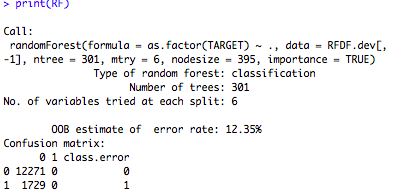 > print(RF)
Call:
randomForest(formula = as.factor(TARGET) ~ ., data = RFDF.dev[,
-1], ntree = 301, mtry = 6, nodesize = 395, importance = TRUE)
Type of random forest: classification
Number of trees: 301
No. of variables tried at each split: 6
OOB estimate of  error rate: 12.35%
Confusion matrix:
0 1 class.error
0 12271 0 0
1 1729 0 1